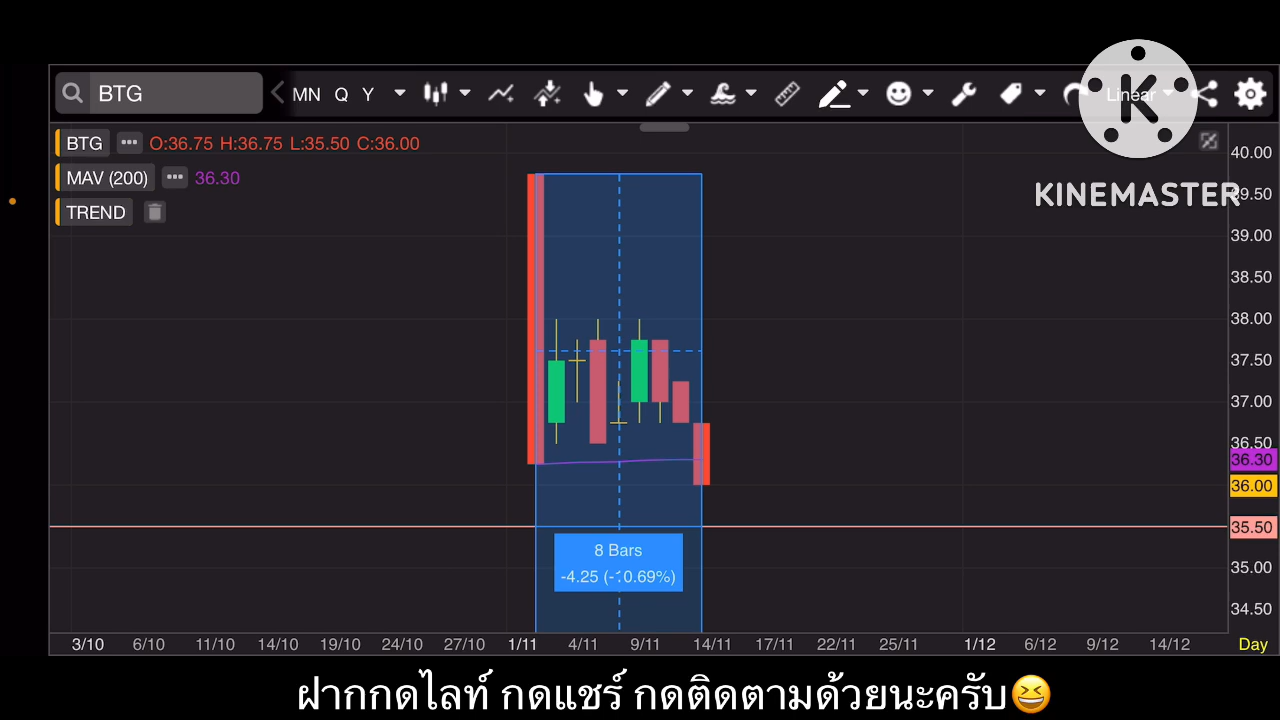 BTG MN Q Y Linear
KINEMASTER
BTG O:36.75 H:36.75 L:35.50 C:36.00
MAV (200) 36.30
TREND
40.00
39.50
39.00
38.50
38.00
37.50
37.00
36.50
36.30
36.00
35.50
35.00
34.50
8 Bars
-4.25 (-10.69%)
3/10 6/10 11/10 14/10 19/10 24/10 27/10 1/11 4/11 9/11 14/11 17/11 22/11 25/11 1/12 6/12 9/12 14/12 Day
ฝากกดไลท์ กดแชร์ กดติดตามด้วยนะครับ😆